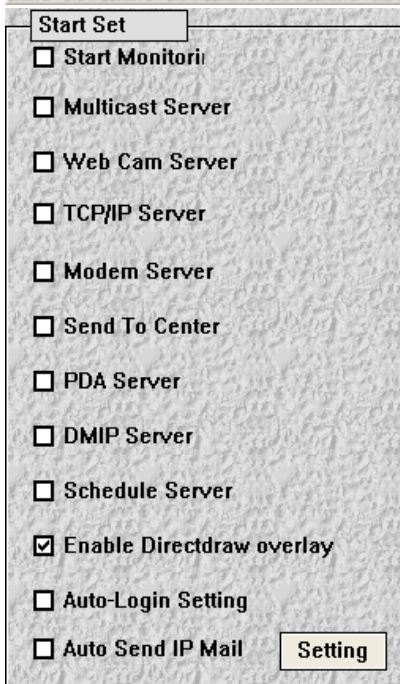 Start Set
Start Monitori
Multicast Server
Web Cam Server
TCP/IP Server
Modem Server
Send To Center
PDA Server
DMIP Server
Schedule Server
Enable Directdraw overlay
Auto-Login Setting
Auto Send IP Mail Setting